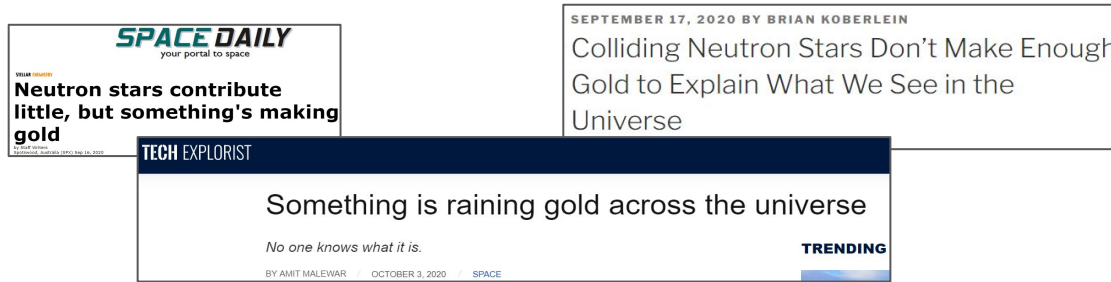 SPACE DAILY
your portal to space
STELLAR CHEMISTRY
Neutron stars contribute
little, but something's making
gold
by Staff Writers
Spotswood, Australia (SPX) Sep 16, 2020
SEPTEMBER 17, 2020 BY BRIAN KOBERLEIN
Colliding Neutron Stars Don't Make Enough
Gold to Explain What We See in the
Universe
TECH EXPLORIST
Something is raining gold across the universe
No one knows what it is.
TRENDING
BY AMIT MALEWAR / OCTOBER 3, 2020 / SPACE